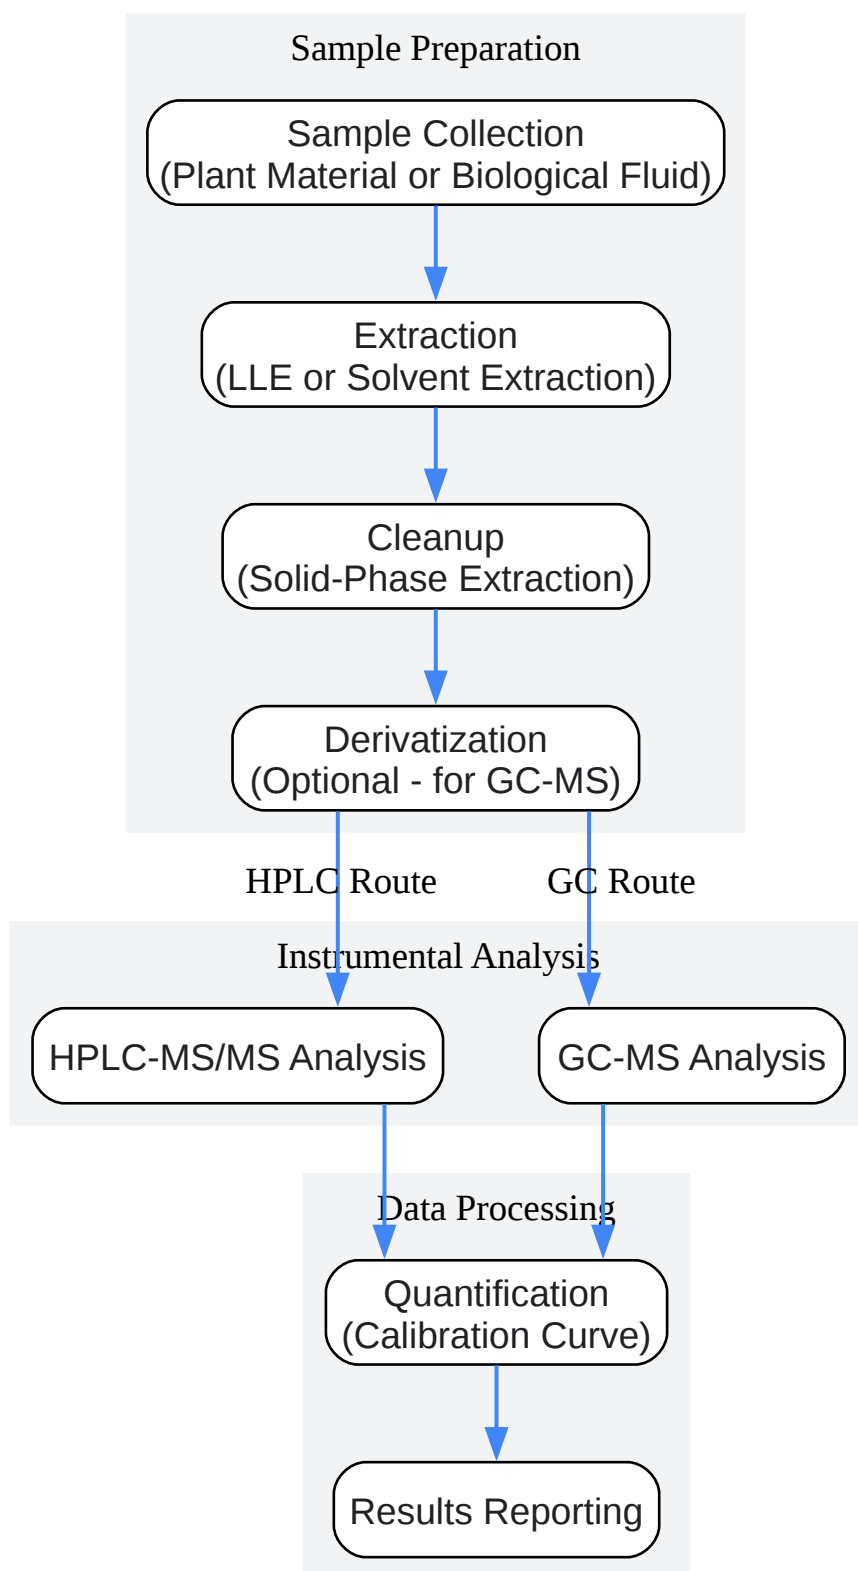 Sample Preparation
Sample Collection
(Plant Material or Biological Fluid)
Extraction
(LLE or Solvent Extraction)
Cleanup
(Solid-Phase Extraction)
Derivatization
(Optional - for GC-MS)
HPLC Route
GC Route
Instrumental Analysis
HPLC-MS/MS Analysis
GC-MS Analysis
Data Processing
Quantification
(Calibration Curve)
Results Reporting